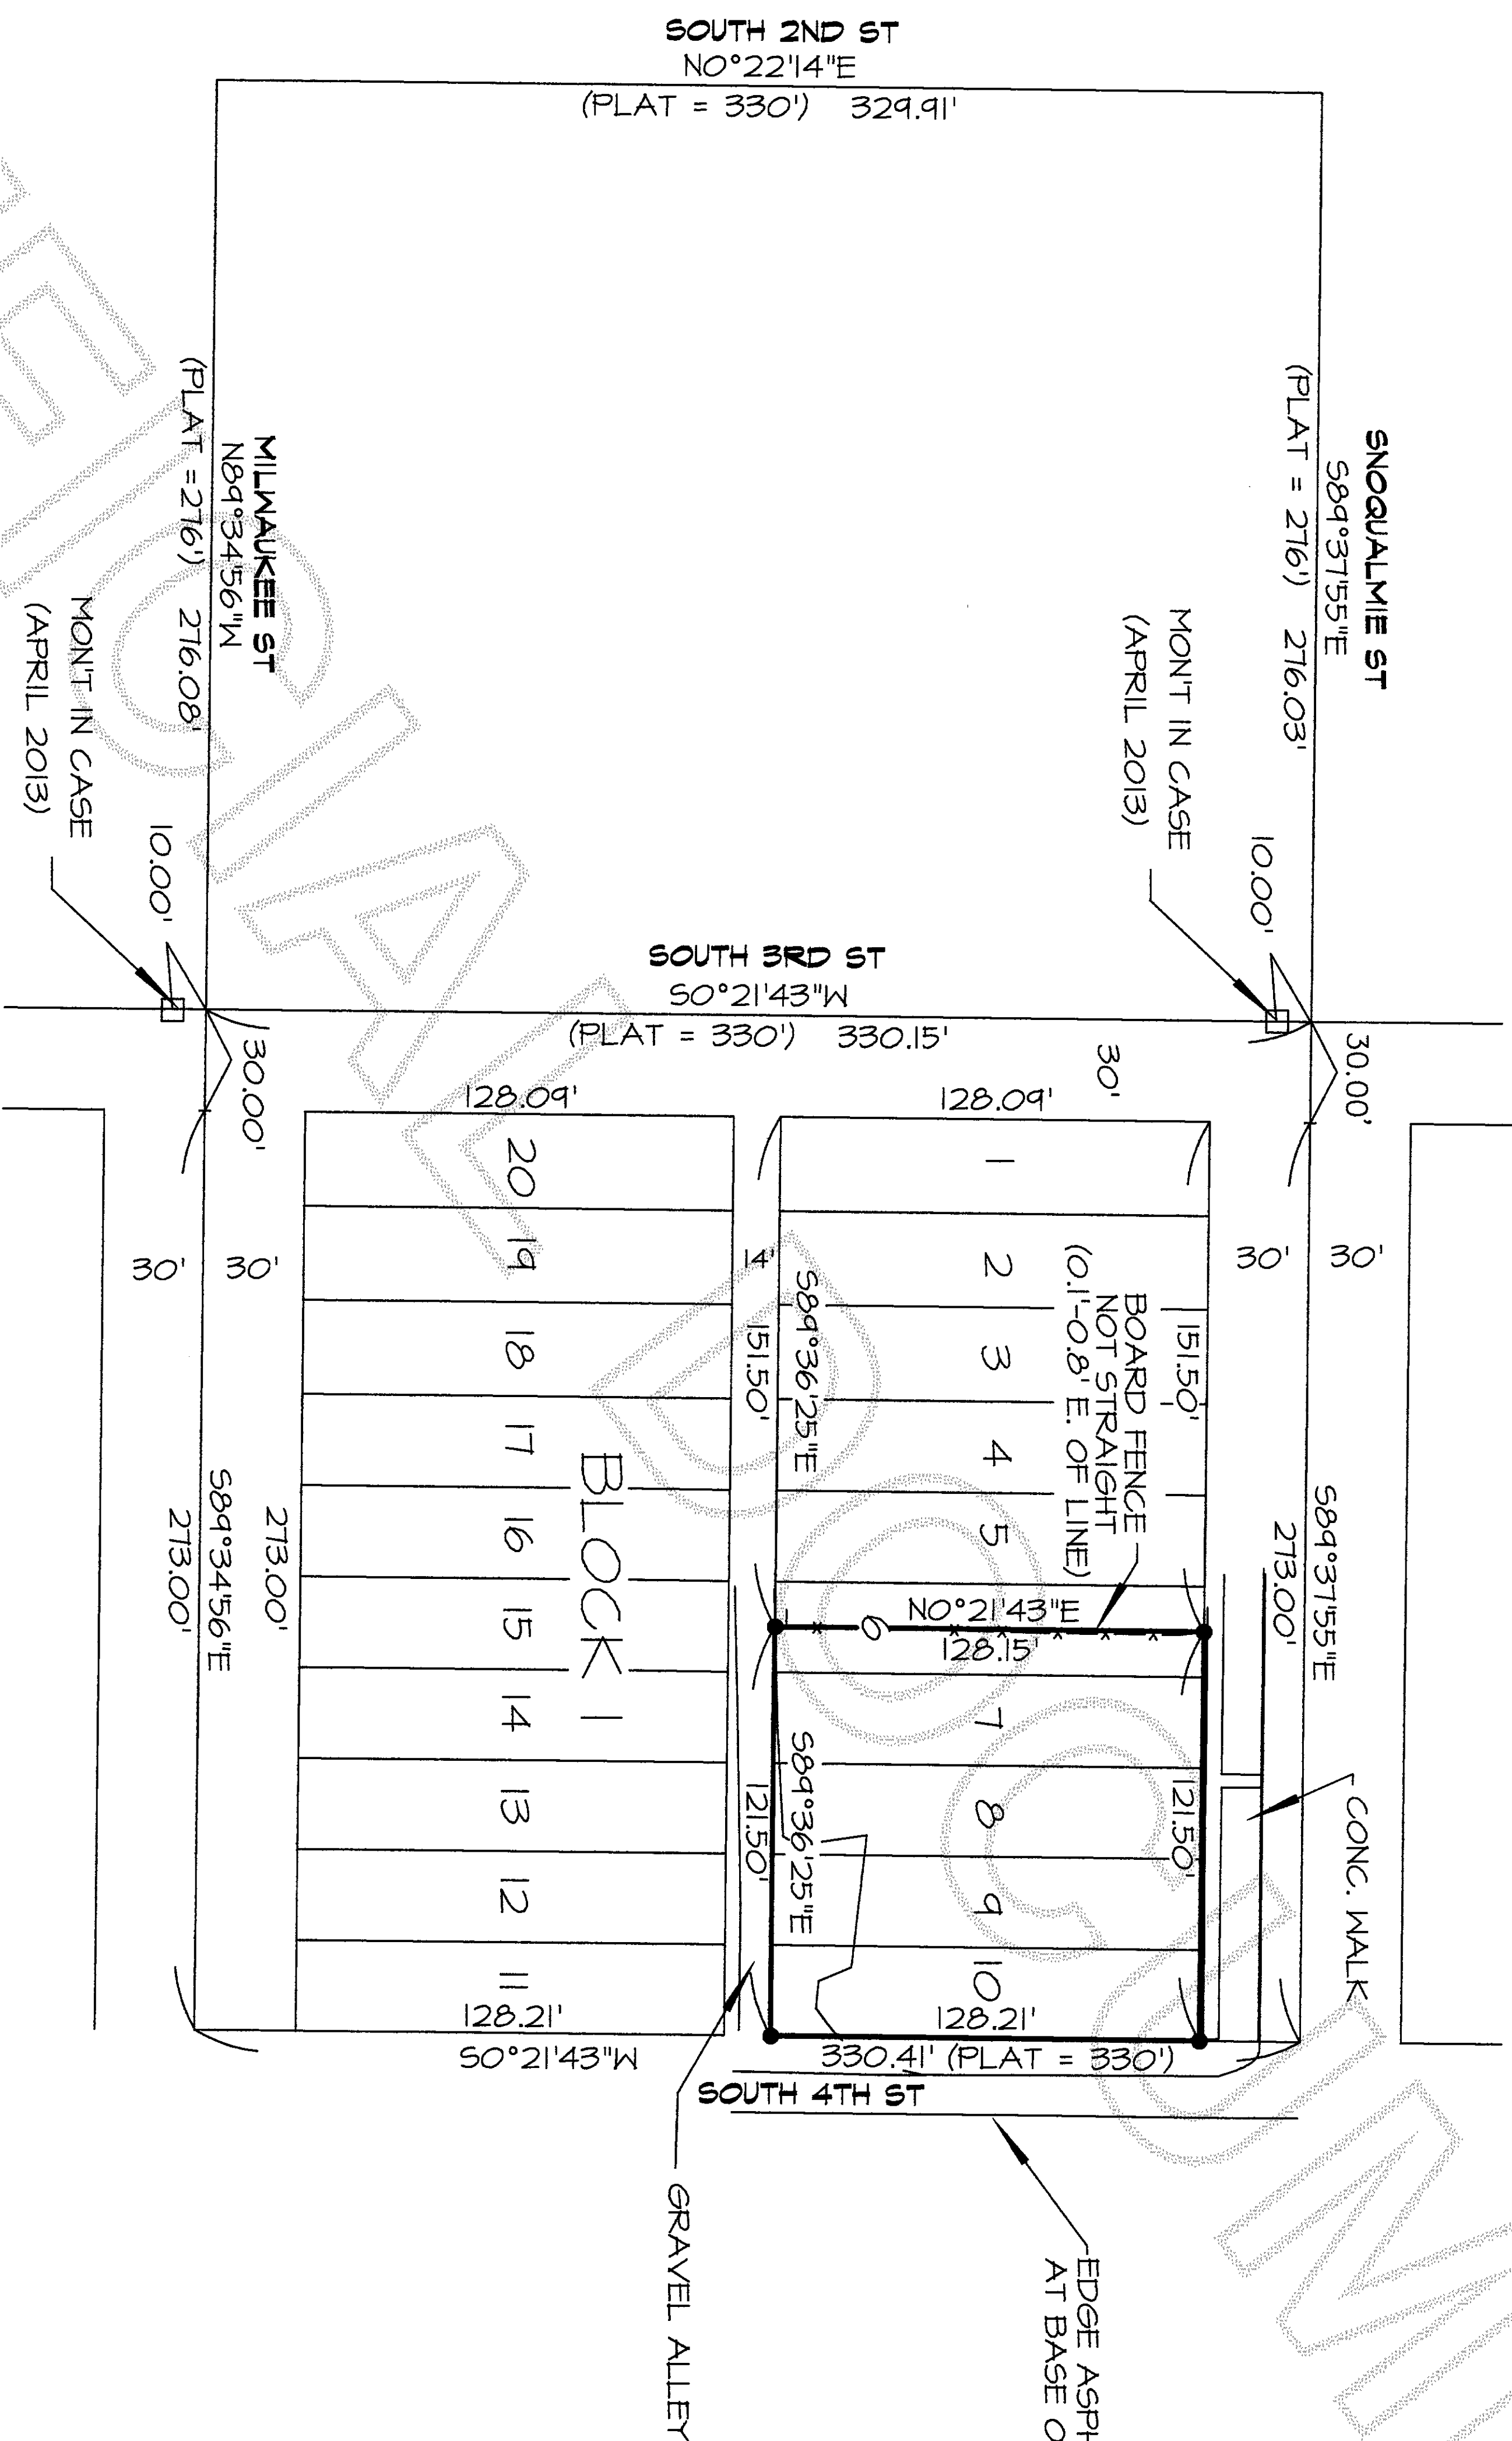 SOUTH 2ND ST
N0°22'14"E
(PLAT = 330') 329.91'
SNOQUALMIE ST
S89°37'55"E
(PLAT = 276') 276.03'
MILWAUKEE ST
N89°34'56"W
(PLAT =276') 276.08'
MON'T IN CASE
(APRIL 2013)
10.00'
MON'T IN CASE
(APRIL 2013)
10.00'
SOUTH 3RD ST
S0°21'43"W
(PLAT = 330') 330.15'
30'
30.00'
30.00'
128.09'
128.09'
1
2
3
4
5
6
7
8
9
10
20
19
18
17
16
15
14
13
12
11
BLOCK 1
30'
30'
14'
30'
30'
BOARD FENCE
NOT STRAIGHT
(0.1'-0.8' E. OF LINE)
151.50'
S89°36'25"E
151.50'
S89°37'55"E
273.00'
N0°21'43"E
128.15'
273.00'
S89°34'56"E
273.00'
121.50'
S89°36'25"E
121.50'
CONC. WALK
128.21'
128.21'
S0°21'43"W
330.41' (PLAT = 330')
SOUTH 4TH ST
GRAVEL ALLEY
EDGE ASPH
AT BASE O